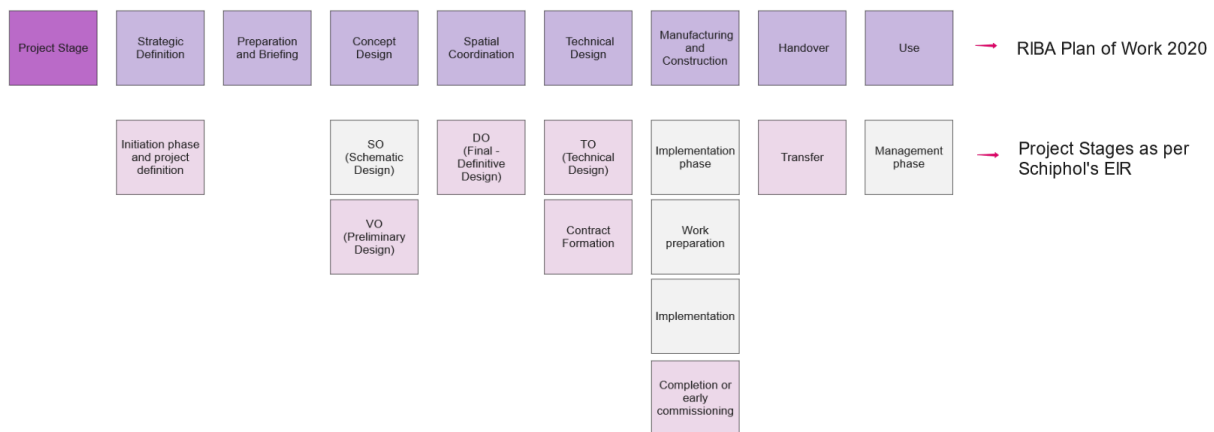 Project Stage
Strategic
Definition
Preparation
and Briefing
Concept
Design
Spatial
Coordination
Technical
Design
Manufacturing
and
Construction
Handover
Use
RIBA Plan of Work 2020
Initiation phase
and project
definition
SO
(Schematic
Design)
DO
(Final -
Definitive
Design)
TO
(Technical
Design)
Implementation
phase
Transfer
Management
phase
Project Stages as per
Schiphol's EIR
VO
(Preliminary
Design)
Contract
Formation
Work
preparation
Implementation
Completion or
early
commissioning